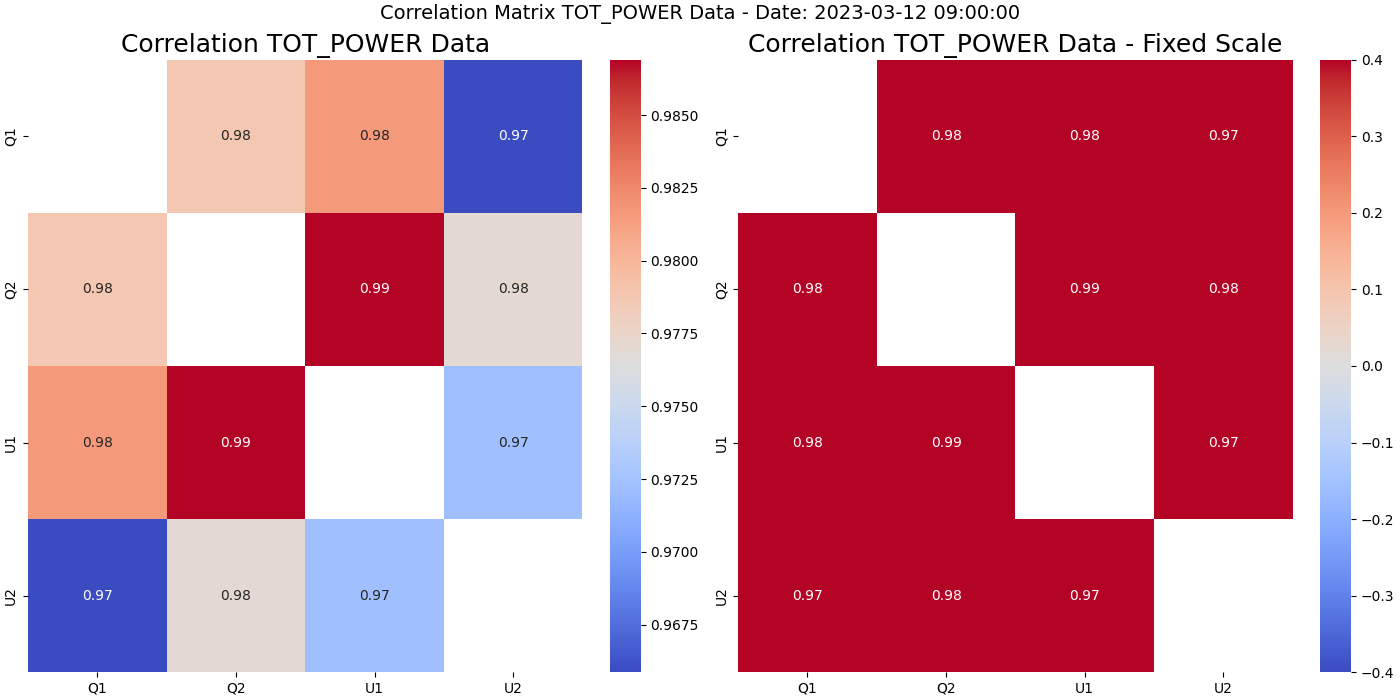 Correlation Matrix TOT_POWER Data - Date: 2023-03-12 09:00:00
Correlation TOT_POWER Data
Q1
0.98 0.98 0.97
Q2
0.98 0.99 0.98
U1
0.98 0.99 0.97
U2
0.97 0.98 0.97
Q1 Q2 U1 U2
0.9850
0.9825
0.9800
0.9775
0.9750
0.9725
0.9700
0.9675
Correlation TOT_POWER Data - Fixed Scale
Q1
0.98 0.98 0.97
Q2
0.98 0.99 0.98
U1
0.98 0.99 0.97
U2
0.97 0.98 0.97
Q1 Q2 U1 U2
0.4
0.3
0.2
0.1
0.0
−0.1
−0.2
−0.3
−0.4